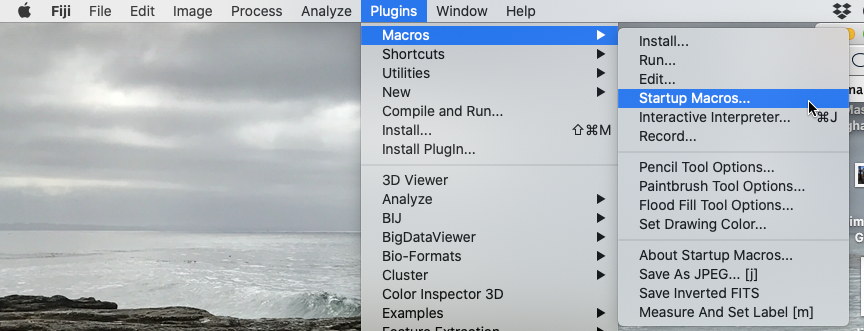 Fiji File Edit Image Process Analyze Plugins Window Help
Macros
Shortcuts
Utilities
New
Compile and Run...
Install... ⇧⌘M
Install PlugIn...
3D Viewer
Analyze
BIJ
BigDataViewer
Bio-Formats
Cluster
Color Inspector 3D
Examples
Feature Extraction
Install...
Run...
Edit...
Startup Macros...
Interactive Interpreter... ⌘J
Record...
Pencil Tool Options...
Paintbrush Tool Options...
Flood Fill Tool Options...
Set Drawing Color...
About Startup Macros...
Save As JPEG... [j]
Save Inverted FITS
Measure And Set Label [m]